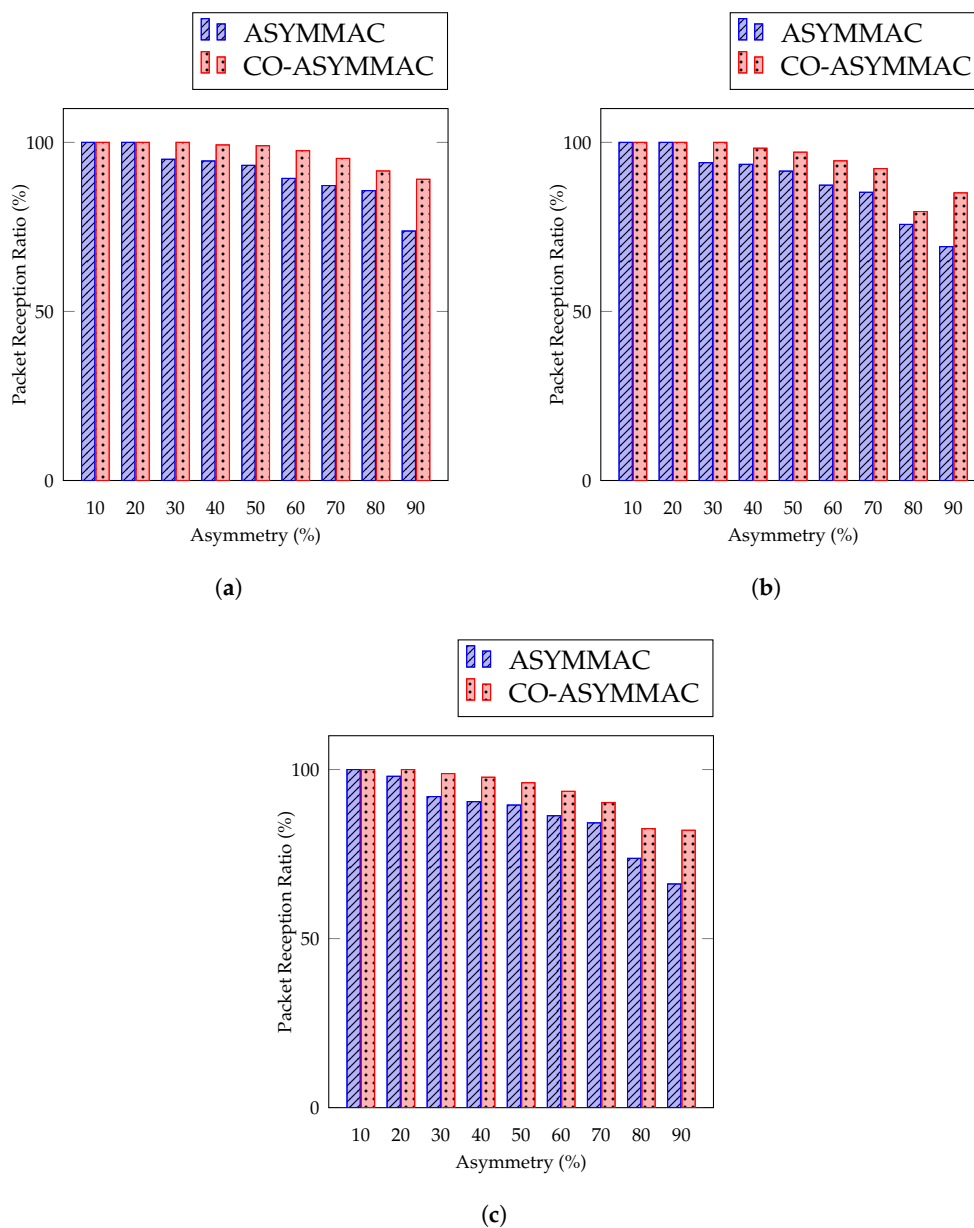 ASYMMAC
CO-ASYMMAC
100
50
0
10 20 30 40 50 60 70 80 90
Packet Reception Ratio (%)
Asymmetry (%)
(a)
ASYMMAC
CO-ASYMMAC
100
50
0
10 20 30 40 50 60 70 80 90
Packet Reception Ratio (%)
Asymmetry (%)
(b)
ASYMMAC
CO-ASYMMAC
100
50
0
10 20 30 40 50 60 70 80 90
Packet Reception Ratio (%)
Asymmetry (%)
(c)